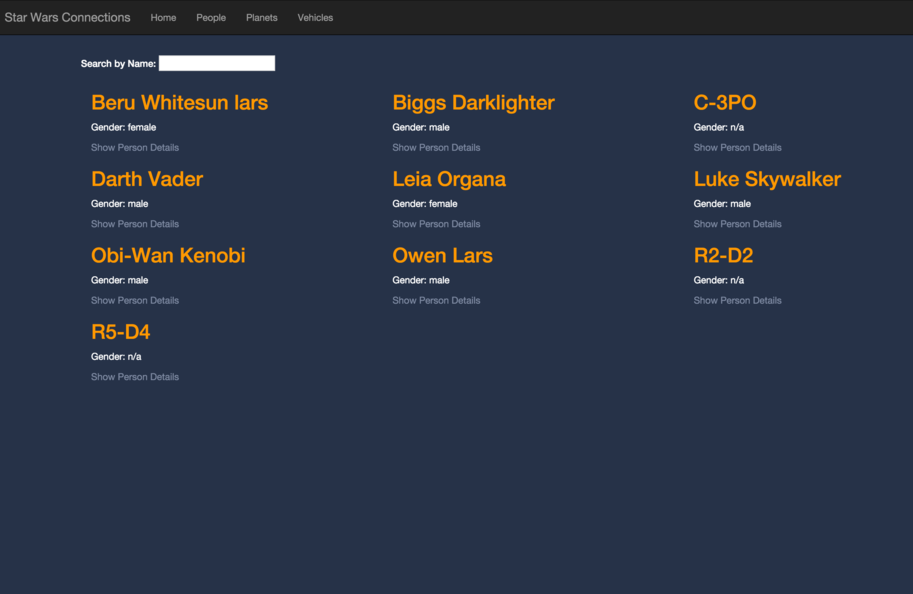 Star Wars Connections Home People Planets Vehicles
Search by Name:
Beru Whitesun lars Biggs Darklighter C-3PO
Gender: female Gender: male Gender: n/a
Show Person Details Show Person Details Show Person Details
Darth Vader Leia Organa Luke Skywalker
Gender: male Gender: female Gender: male
Show Person Details Show Person Details Show Person Details
Obi-Wan Kenobi Owen Lars R2-D2
Gender: male Gender: male Gender: n/a
Show Person Details Show Person Details Show Person Details
R5-D4
Gender: n/a
Show Person Details